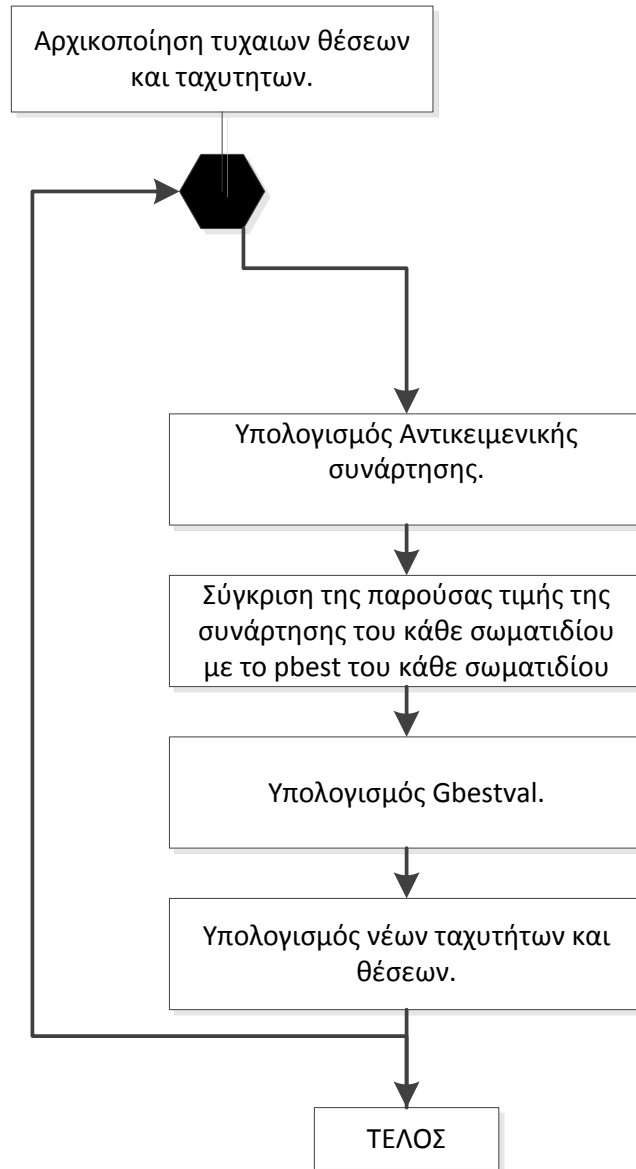 Αρχικοποίηση τυχαιων θέσεων
και ταχυτητων.
Υπολογισμός Αντικειμενικής
συνάρτησης.
Σύγκριση της παρούσας τιμής της
συνάρτησης του κάθε σωματιδίου
με το pbest του κάθε σωματιδίου
Υπολογισμός Gbestval.
Υπολογισμός νέων ταχυτήτων και
θέσεων.
ΤΕΛΟΣ